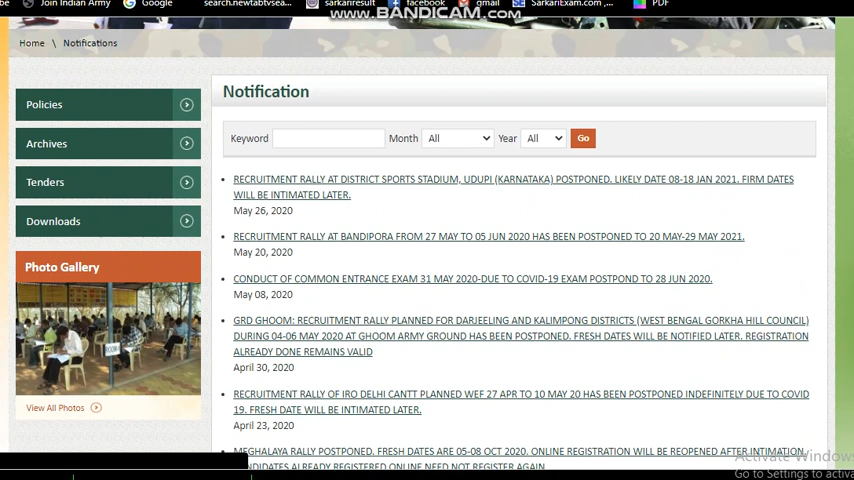 be Join Indian Army Google search.newtabtvsea... sarkariresult facebook gmail SarkariExam.com ,... PDF
www.BANDICAM.com
Home \ Notifications
Policies
Archives
Tenders
Downloads
Photo Gallery
View All Photos
Notification
Keyword Month All Year All Go
RECRUITMENT RALLY AT DISTRICT SPORTS STADIUM, UDUPI (KARNATAKA) POSTPONED. LIKELY DATE 08-18 JAN 2021. FIRM DATES
WILL BE INTIMATED LATER.
May 26, 2020
RECRUITMENT RALLY AT BANDIPORA FROM 27 MAY TO 05 JUN 2020 HAS BEEN POSTPONED TO 20 MAY-29 MAY 2021.
May 20, 2020
CONDUCT OF COMMON ENTRANCE EXAM 31 MAY 2020-DUE TO COVID-19 EXAM POSTPOND TO 28 JUN 2020.
May 08, 2020
GRD GHOOM: RECRUITMENT RALLY PLANNED FOR DARJEELING AND KALIMPONG DISTRICTS (WEST BENGAL GORKHA HILL COUNCIL)
DURING 04-06 MAY 2020 AT GHOOM ARMY GROUND HAS BEEN POSTPONED. FRESH DATES WILL BE NOTIFIED LATER. REGISTRATION
ALREADY DONE REMAINS VALID
April 30, 2020
RECRUITMENT RALLY OF IRO DELHI CANTT PLANNED WEF 27 APR TO 10 MAY 20 HAS BEEN POSTPONED INDEFINITELY DUE TO COVID
19. FRESH DATE WILL BE INTIMATED LATER.
April 23, 2020
MEGHALAYA RALLY POSTPONED. FRESH DATES ARE 05-08 OCT 2020. ONLINE REGISTRATION WILL BE REOPENED AFTER INTIMATION.
CANDIDATES ALREADY REGISTERED ONLINE NEED NOT REGISTER AGAIN
Activate Windows
Go to Settings to activa